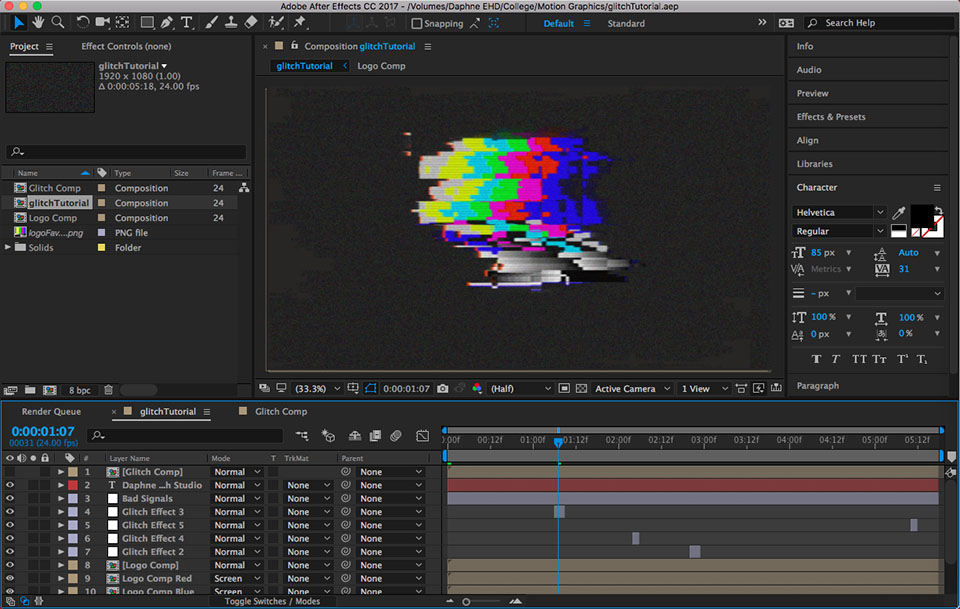 Adobe After Effects CC 2017 - /Volumes/Daphne EHD/College/Motion Graphics/glitchTutorial.aep
Snapping
Default
Standard
Search Help
Project
Effect Controls (none)
Composition glitchTutorial
Info
glitchTutorial
1920 x 1080 (1.00)
Δ 0:00:05:18, 24.00 fps
glitchTutorial
Logo Comp
Audio
Preview
Effects & Presets
Align
Libraries
Name
Type
Size
Frame ...
Glitch Comp
Composition
24
glitchTutorial
Composition
24
Logo Comp
Composition
24
logoFav....png
PNG file
Solids
Folder
Character
Helvetica
Regular
85 px
Auto
Metrics
31
- px
100 %
100 %
0 px
0 %
T T TT Tт T¹ T₁
Paragraph
8 bpc
(33.3%)
0:00:01:07
(Half)
Active Camera
1 View
Render Queue
glitchTutorial
Glitch Comp
0:00:01:07
00031 (24.00 fps)
:00f
00:12f
01:00f
01:12f
02:00f
02:12f
03:00f
03:12f
04:00f
04:12f
05:00f
05:12f
#
Layer Name
Mode
T
TrkMat
Parent
1
[Glitch Comp]
Normal
None
2
T
Daphne ...h Studio
Normal
None
None
3
Bad Signals
Normal
None
None
4
Glitch Effect 3
Normal
None
None
5
Glitch Effect 5
Normal
None
None
6
Glitch Effect 4
Normal
None
None
7
Glitch Effect 2
Normal
None
None
8
[Logo Comp]
Normal
None
None
9
Logo Comp Red
Screen
None
None
10
Logo Comp Blue
Screen
None
None
Toggle Switches / Modes